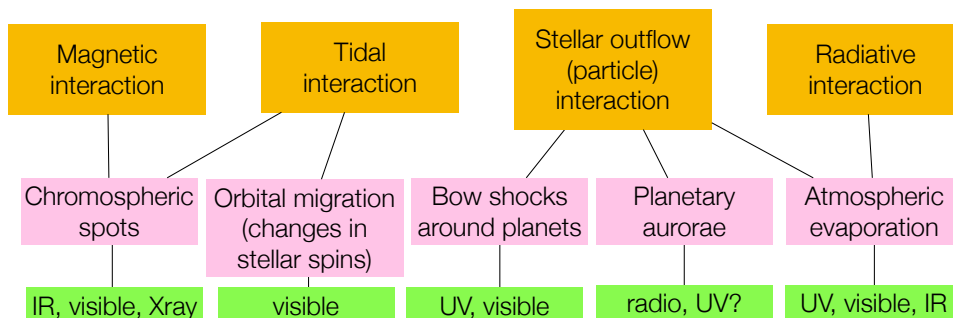 Magnetic
interaction
Tidal
interaction
Stellar outflow
(particle)
interaction
Radiative
interaction
Chromospheric
spots
Orbital migration
(changes in
stellar spins)
Bow shocks
around planets
Planetary
aurorae
Atmospheric
evaporation
IR, visible, Xray
visible
UV, visible
radio, UV?
UV, visible, IR